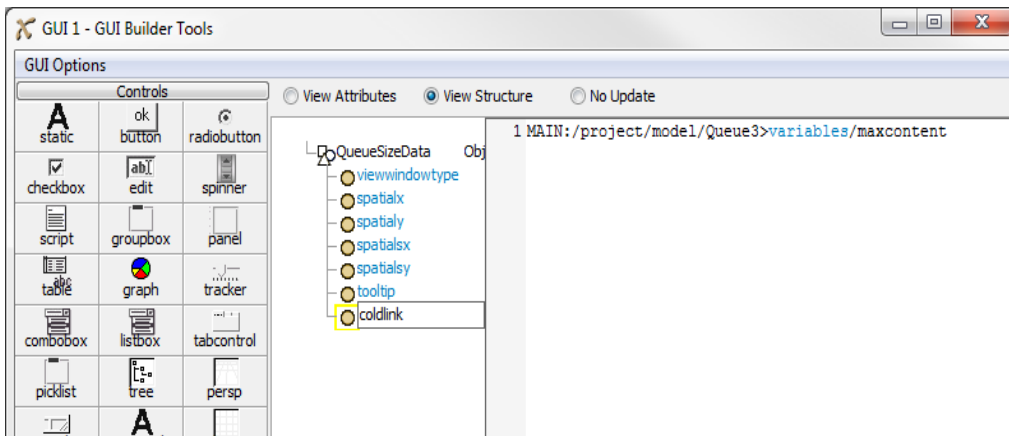 GUI 1 - GUI Builder Tools
X
GUI Options
Controls
A
static
ok
button
radiobutton
checkbox
ab
edit
spinner
script
groupbox
panel
abc
table
graph
tracker
combobox
listbox
tabcontrol
picklist
tree
persp
A
View Attributes
View Structure
No Update
QueueSizeData Obj
viewwindowtype
spatialx
spatialy
spatialsx
spatialsy
tooltip
coldlink
1 MAIN:/project/model/Queue3>variables/maxcontent